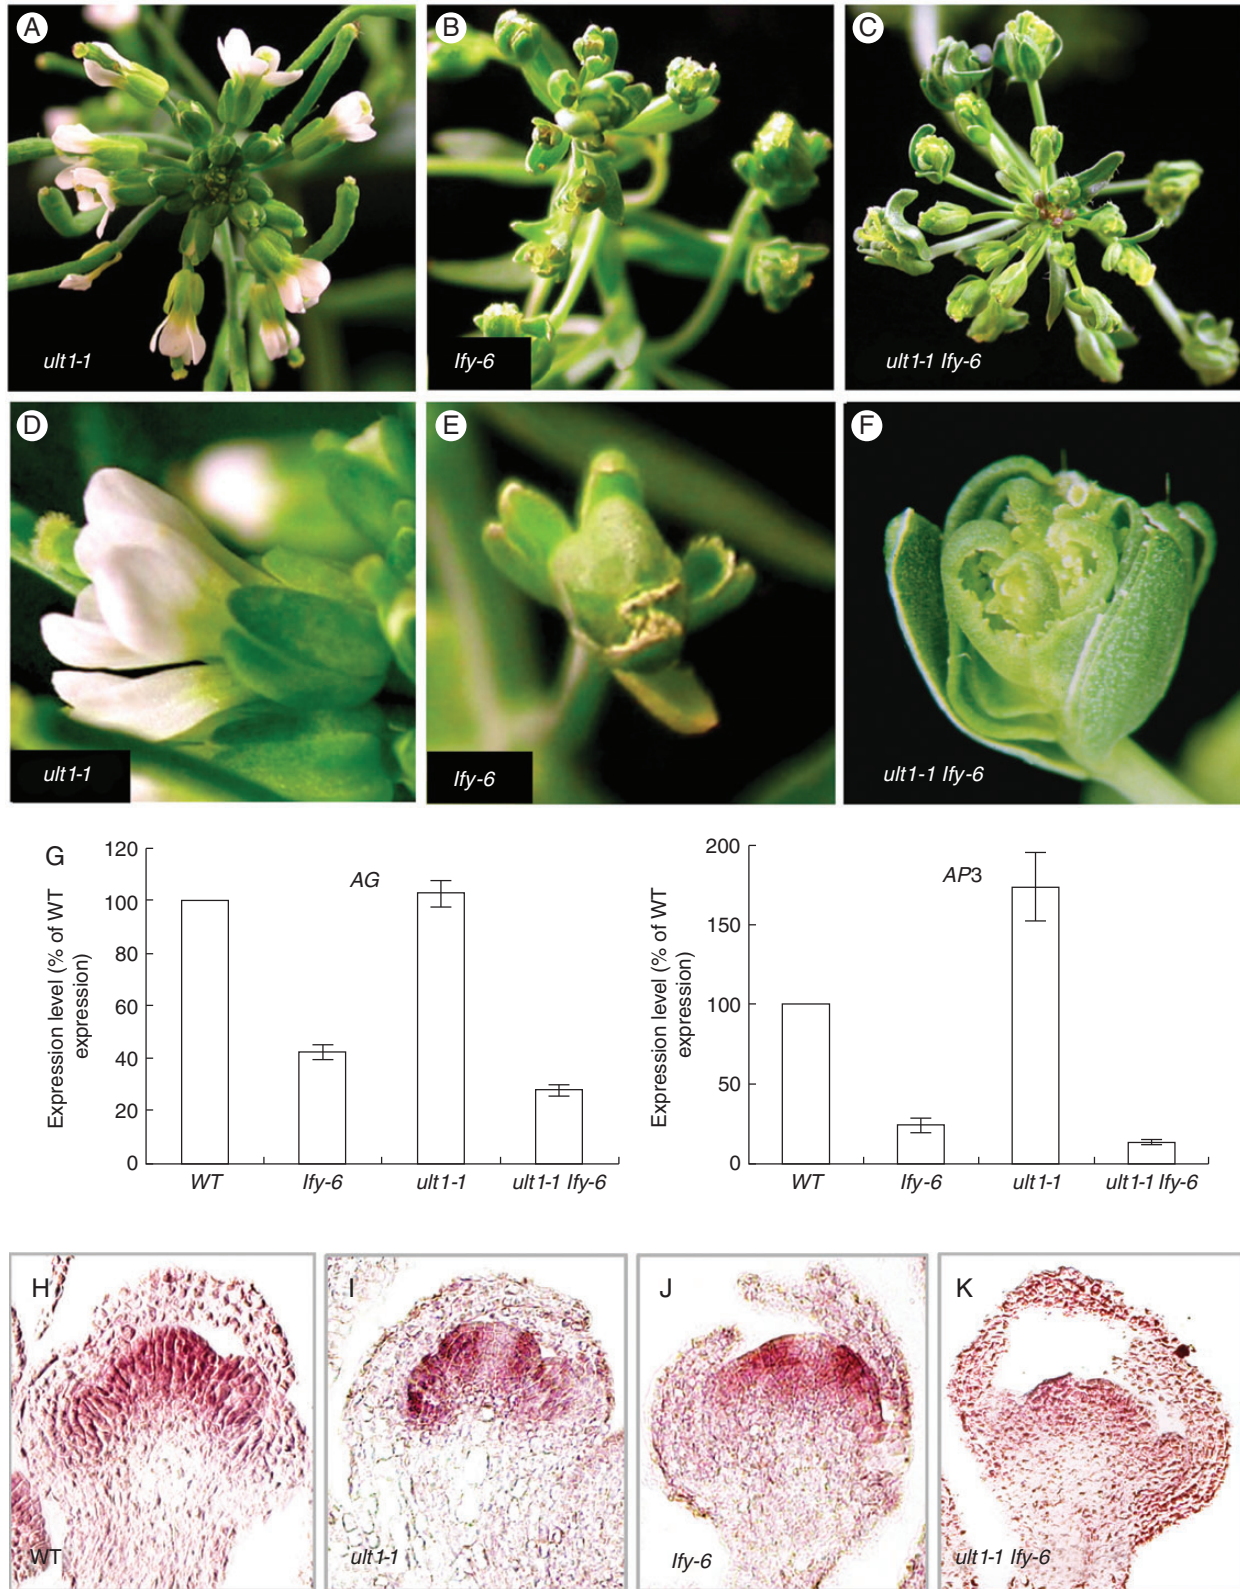 A
B
C
ult1-1
lfy-6
ult1-1 lfy-6
D
E
F
ult1-1
lfy-6
ult1-1 lfy-6
G
Expression level (% of WT
expression)
120
100
80
60
40
20
0
AG
WT
lfy-6
ult1-1
ult1-1 lfy-6
Expression level (% of WT
expression)
200
150
100
50
0
AP3
WT
lfy-6
ult1-1
ult1-1 lfy-6
H
I
J
K
WT
ult1-1
lfy-6
ult1-1 lfy-6